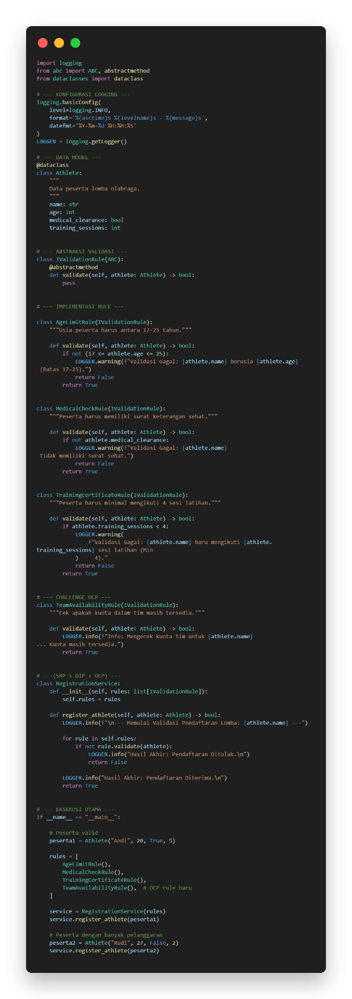 import logging
from abc import ABC, abstractmethod
from dataclasses import dataclass

# --- KONFIGURASI LOGGING ---
logging.basicConfig(
    level=logging.INFO,
    format='%(asctime)s %(levelname)s - %(message)s',
    datefmt='%Y-%m-%d %H:%M:%S'
)
LOGGER = logging.getLogger()

# --- DATA MODEL ---
@dataclass
class Athlete:
    """
    Data peserta lomba olahraga.
    """
    name: str
    age: int
    medical_clearance: bool
    training_sessions: int


# --- ABSTRAKSI VALIDASI ---
class IValidationRule(ABC):
    @abstractmethod
    def validate(self, athlete: Athlete) -> bool:
        pass


# --- IMPLEMENTASI RULE ---

class AgeLimitRule(IValidationRule):
    """Usia peserta harus antara 17–25 tahun."""

    def validate(self, athlete: Athlete) -> bool:
        if not (17 <= athlete.age <= 25):
            LOGGER.warning(f"Validasi Gagal: {athlete.name} berusia {athlete.age}
 (Batas 17–25).")
            return False
        return True


class MedicalCheckRule(IValidationRule):
    """Peserta harus memiliki surat keterangan sehat."""

    def validate(self, athlete: Athlete) -> bool:
        if not athlete.medical_clearance:
            LOGGER.warning(f"Validasi Gagal: {athlete.name}
 tidak memiliki surat sehat.")
            return False
        return True


class TrainingCertificateRule(IValidationRule):
    """Peserta harus minimal mengikuti 4 sesi latihan."""

    def validate(self, athlete: Athlete) -> bool:
        if athlete.training_sessions < 4:
            LOGGER.warning(
                f"Validasi Gagal: {athlete.name} baru mengikuti {athlete.
training_sessions} sesi latihan (Min
            )     4)."
            return False
        return True


# --- CHALLENGE OCP ---
class TeamAvailabilityRule(IValidationRule):
    """Cek apakah kuota dalam tim masih tersedia."""

    def validate(self, athlete: Athlete) -> bool:
        LOGGER.info(f"Info: Mengecek kuota tim untuk {athlete.name}
... Kuota masih tersedia.")
        return True


# ---(SRP + DIP + OCP) ---
class RegistrationService:
    def __init__(self, rules: list[IValidationRule]):
        self.rules = rules

    def register_athlete(self, athlete: Athlete) -> bool:
        LOGGER.info(f"\n--- Memulai Validasi Pendaftaran Lomba: {athlete.name} ---")

        for rule in self.rules:
            if not rule.validate(athlete):
                LOGGER.info("Hasil Akhir: Pendaftaran Ditolak.\n")
                return False

        LOGGER.info("Hasil Akhir: Pendaftaran Diterima.\n")
        return True


# --- EKSEKUSI UTAMA ---
if __name__ == "__main__":

    # Peserta valid
    peserta1 = Athlete("Andi", 20, True, 5)

    rules = [
        AgeLimitRule(),
        MedicalCheckRule(),
        TrainingCertificateRule(),
        TeamAvailabilityRule(),  # OCP rule baru
    ]

    service = RegistrationService(rules)
    service.register_athlete(peserta1)

    # Peserta dengan banyak pelanggaran
    peserta2 = Athlete("Rudi", 27, False, 2)
    service.register_athlete(peserta2)